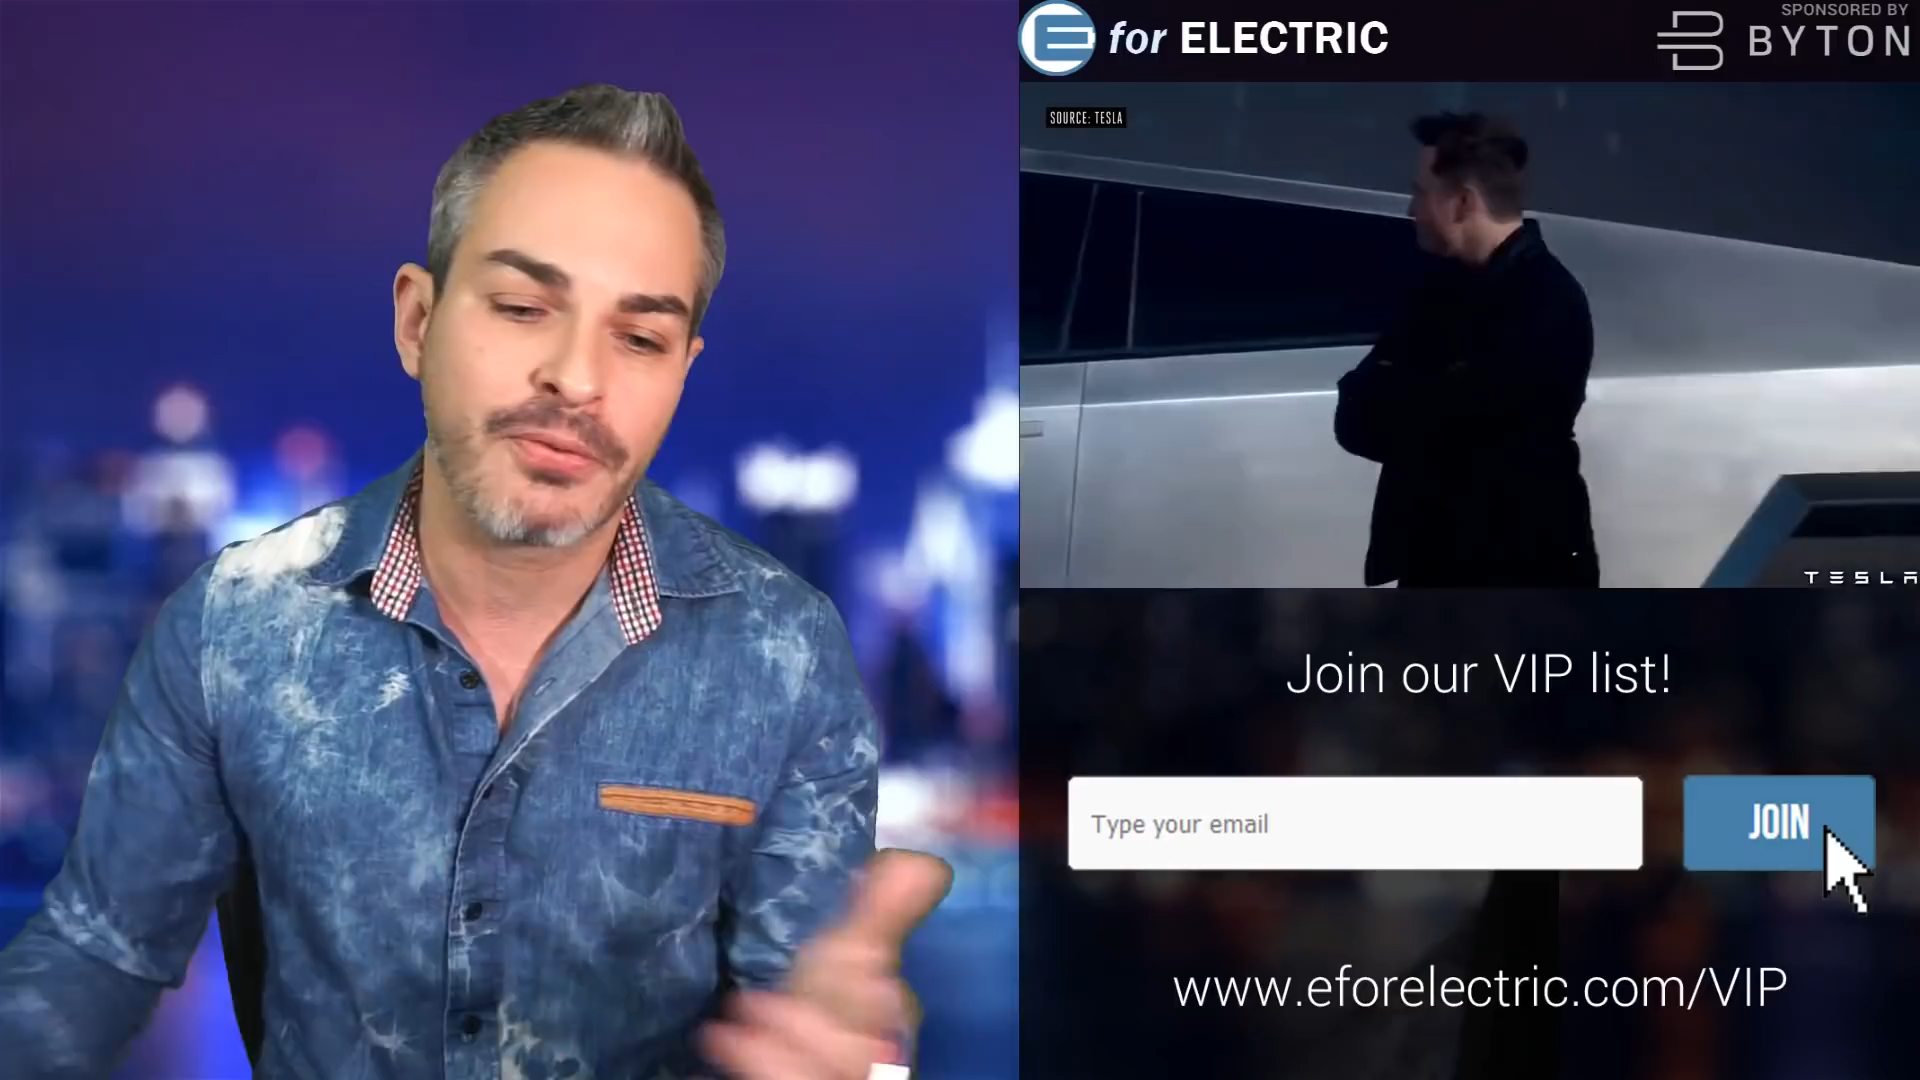 for ELECTRIC
SPONSORED BY
BYTON
SOURCE: TESLA
TESLA
Join our VIP list!
Type your email
JOIN
www.eforelectric.com/VIP